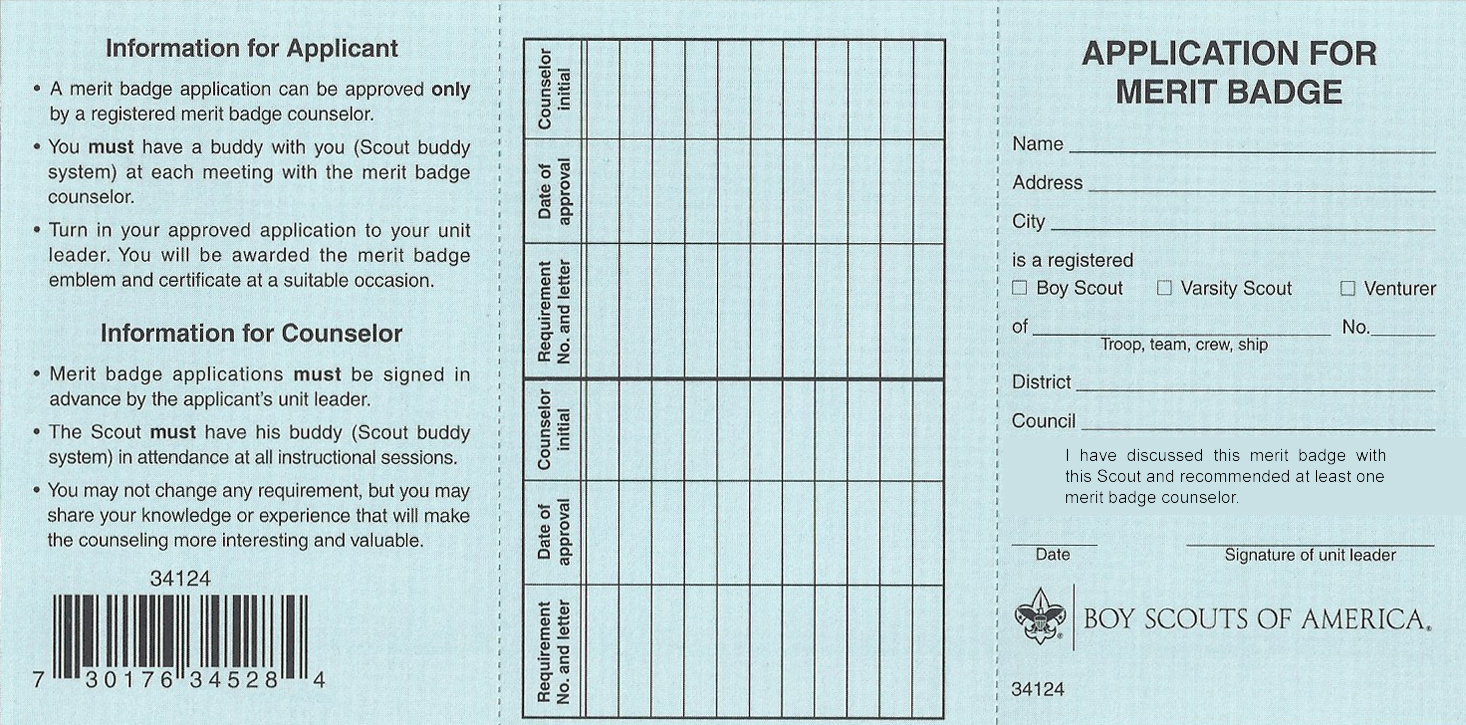 Information for Applicant
• A merit badge application can be approved only
by a registered merit badge counselor.
• You must have a buddy with you (Scout buddy
system) at each meeting with the merit badge
counselor.
• Turn in your approved application to your unit
leader. You will be awarded the merit badge
emblem and certificate at a suitable occasion.
Information for Counselor
• Merit badge applications must be signed in
advance by the applicant's unit leader.
• The Scout must have his buddy (Scout buddy
system) in attendance at all instructional sessions.
• You may not change any requirement, but you may
share your knowledge or experience that will make
the counseling more interesting and valuable.
34124
7 30176 34528 4
Counselor
initial
Date of
approval
Requirement
No. and letter
Counselor
initial
Date of
approval
Requirement
No. and letter
APPLICATION FOR
MERIT BADGE
Name
Address
City
is a registered
☐ Boy Scout ☐ Varsity Scout ☐ Venturer
of No.
Troop, team, crew, ship
District
Council
I have discussed this merit badge with
this Scout and recommended at least one
merit badge counselor.
Date Signature of unit leader
BOY SCOUTS OF AMERICA®
34124